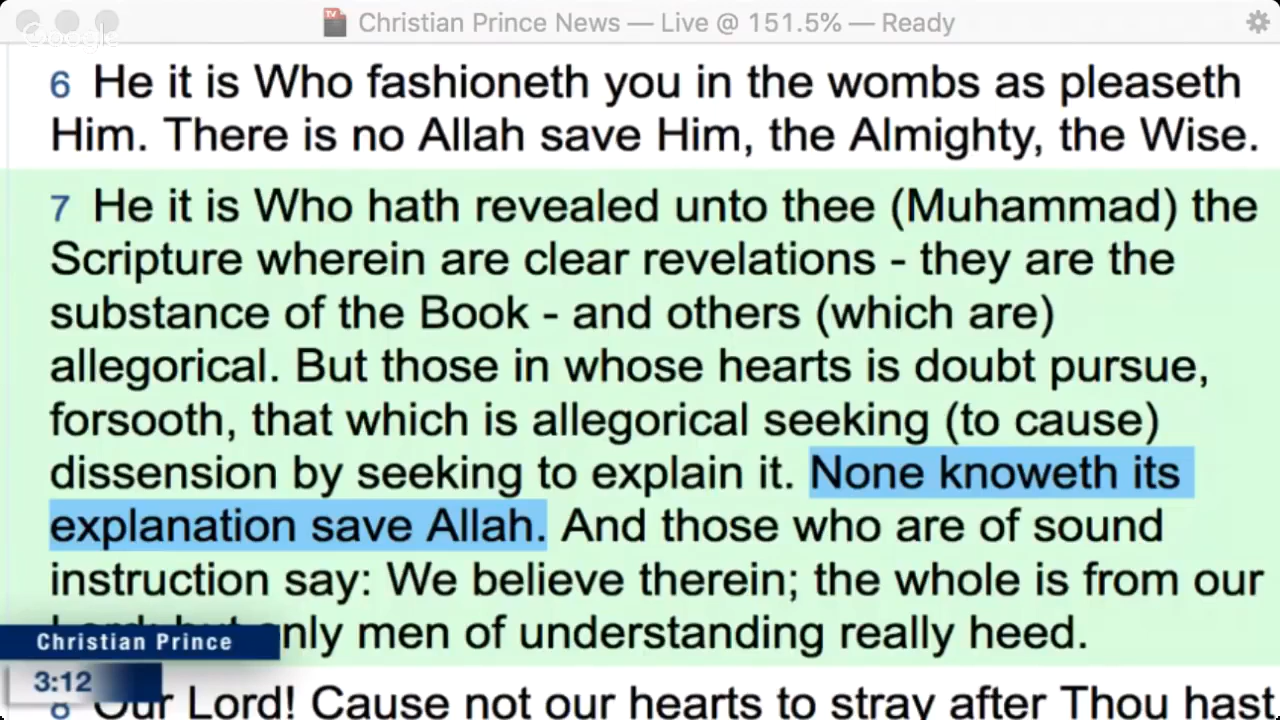 Christian Prince News — Live @ 151.5% — Ready
Google
6 He it is Who fashioneth you in the wombs as pleaseth
Him. There is no Allah save Him, the Almighty, the Wise.
7 He it is Who hath revealed unto thee (Muhammad) the
Scripture wherein are clear revelations - they are the
substance of the Book - and others (which are)
allegorical. But those in whose hearts is doubt pursue,
forsooth, that which is allegorical seeking (to cause)
dissension by seeking to explain it. None knoweth its
explanation save Allah. And those who are of sound
instruction say: We believe therein; the whole is from our
Lord; but only men of understanding really heed.
Christian Prince
3:12
8 Our Lord! Cause not our hearts to stray after Thou hast